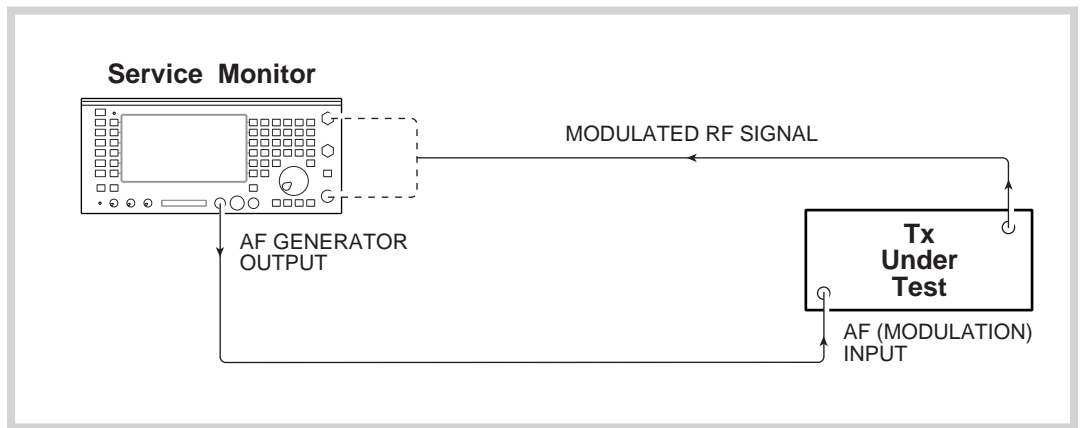 Service Monitor
MODULATED RF SIGNAL
AF GENERATOR
OUTPUT
Tx
Under
Test
AF (MODULATION)
INPUT